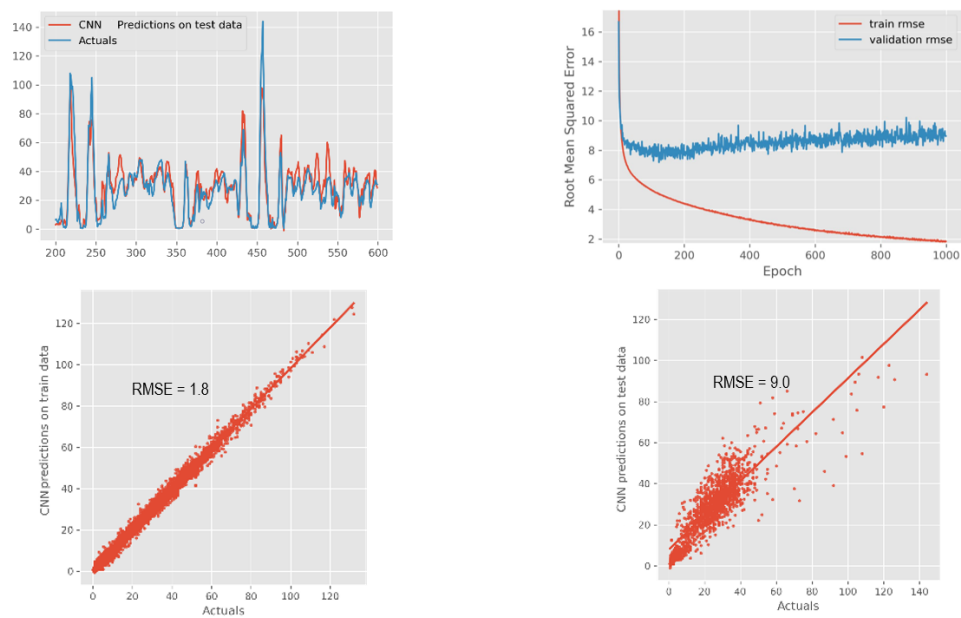 CNN Predictions on test data
Actuals
140
120
100
80
60
40
20
0
200 250 300 350 400 450 500 550 600
train rmse
validation rmse
Root Mean Squared Error
16
14
12
10
8
6
4
2
0 200 400 600 800 1000
Epoch
CNN predictions on train data
120
100
80
60
40
20
0
RMSE = 1.8
0 20 40 60 80 100 120
Actuals
CNN predictions on test data
120
100
80
60
40
20
0
RMSE = 9.0
0 20 40 60 80 100 120 140
Actuals